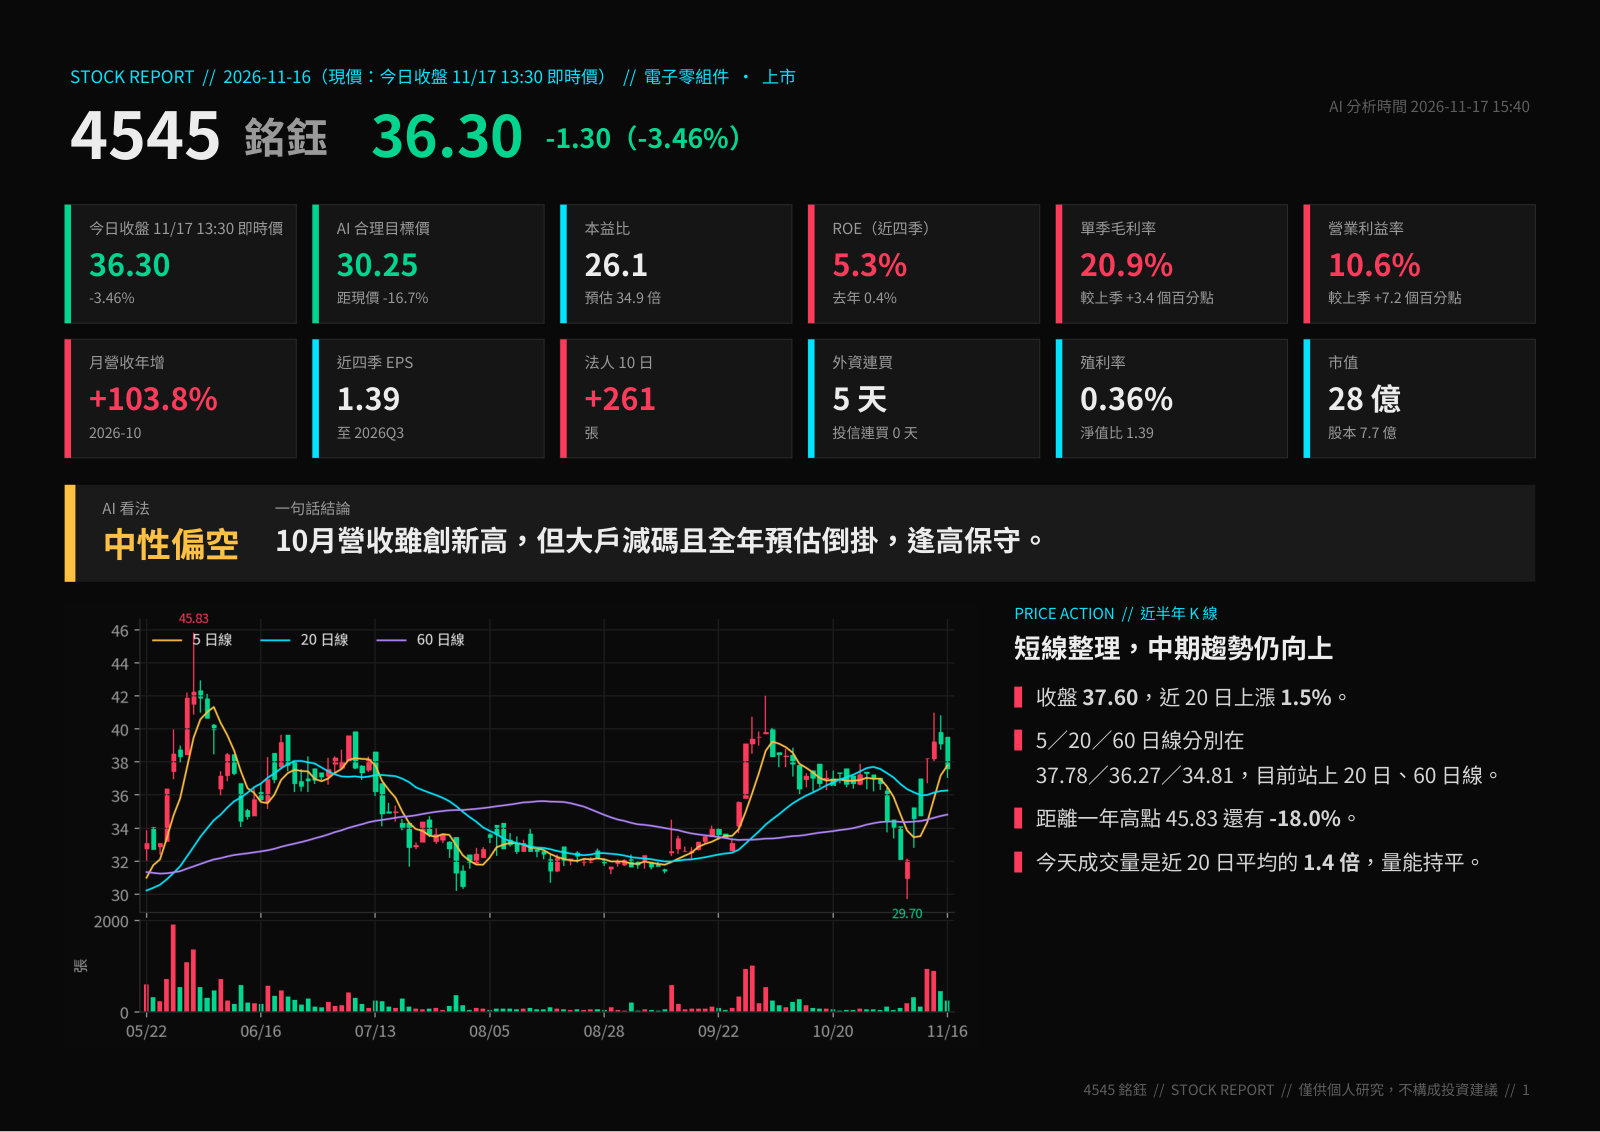 STOCK REPORT // 2026-11-16（現價：今日收盤 11/17 13:30 即時價） // 電子零組件 · 上市
AI 分析時間 2026-11-17 15:40
4545 銘鈺 36.30 -1.30（-3.46%）
今日收盤 11/17 13:30 即時價
36.30
-3.46%
AI 合理目標價
30.25
距現價 -16.7%
本益比
26.1
預估 34.9 倍
ROE（近四季）
5.3%
去年 0.4%
單季毛利率
20.9%
較上季 +3.4 個百分點
營業利益率
10.6%
較上季 +7.2 個百分點
月營收年增
+103.8%
2026-10
近四季 EPS
1.39
至 2026Q3
法人 10 日
+261
張
外資連買
5 天
投信連買 0 天
殖利率
0.36%
淨值比 1.39
市值
28 億
股本 7.7 億
AI 看法
中性偏空
一句話結論
10月營收雖創新高，但大戶減碼且全年預估倒掛，逢高保守。
45.83
5 日線 20 日線 60 日線
46
44
42
40
38
36
34
32
30
29.70
2000
張
0
05/22 06/16 07/13 08/05 08/28 09/22 10/20 11/16
PRICE ACTION // 近半年 K 線
短線整理，中期趨勢仍向上
收盤 37.60，近 20 日上漲 1.5%。
5／20／60 日線分別在
37.78／36.27／34.81，目前站上 20 日、60 日線。
距離一年高點 45.83 還有 -18.0%。
今天成交量是近 20 日平均的 1.4 倍，量能持平。
4545 銘鈺 // STOCK REPORT // 僅供個人研究，不構成投資建議 // 1